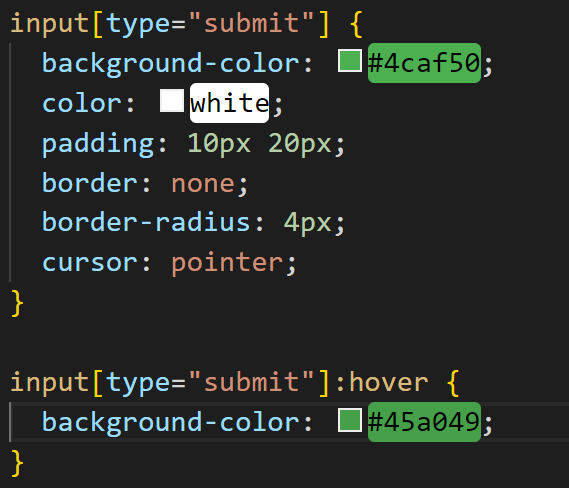 input[type="submit"] {
  background-color: #4caf50;
  color: white;
  padding: 10px 20px;
  border: none;
  border-radius: 4px;
  cursor: pointer;
}

input[type="submit"]:hover {
  background-color: #45a049;
}